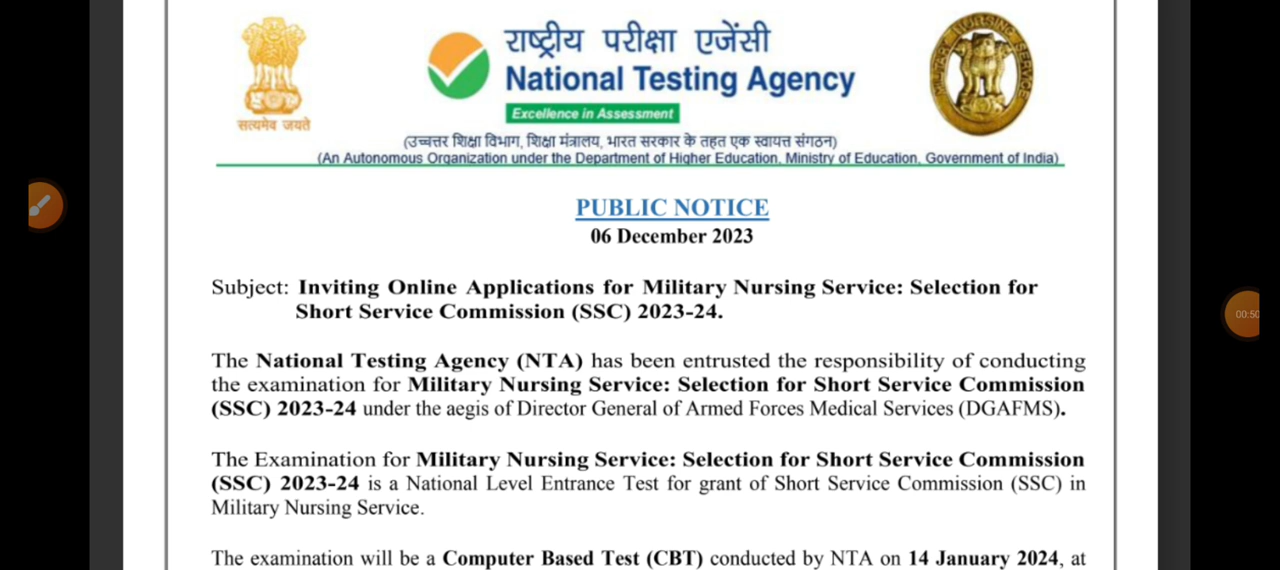 राष्ट्रीय परीक्षा एजेंसी
National Testing Agency
Excellence in Assessment
सत्यमेव जयते
MILITARY NURSING SERVICE
(उच्चत्तर शिक्षा विभाग, शिक्षा मंत्रालय, भारत सरकार के तहत एक स्वायत्त संगठन)
(An Autonomous Organization under the Department of Higher Education, Ministry of Education, Government of India)
PUBLIC NOTICE
06 December 2023
Subject: Inviting Online Applications for Military Nursing Service: Selection for
Short Service Commission (SSC) 2023-24.
The National Testing Agency (NTA) has been entrusted the responsibility of conducting
the examination for Military Nursing Service: Selection for Short Service Commission
(SSC) 2023-24 under the aegis of Director General of Armed Forces Medical Services (DGAFMS).
The Examination for Military Nursing Service: Selection for Short Service Commission
(SSC) 2023-24 is a National Level Entrance Test for grant of Short Service Commission (SSC) in
Military Nursing Service.
The examination will be a Computer Based Test (CBT) conducted by NTA on 14 January 2024, at
00:50